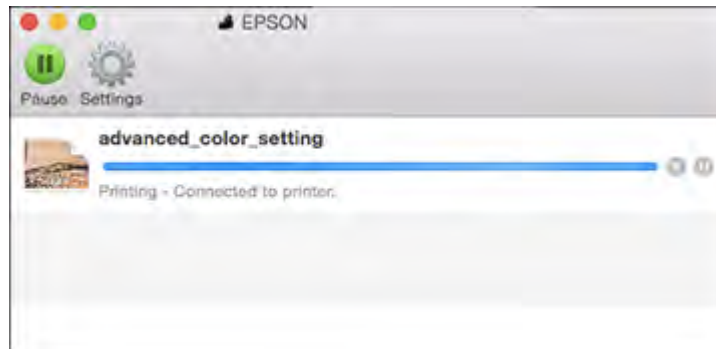 EPSON
Pause Settings
advanced_color_setting
Printing - Connected to printer.